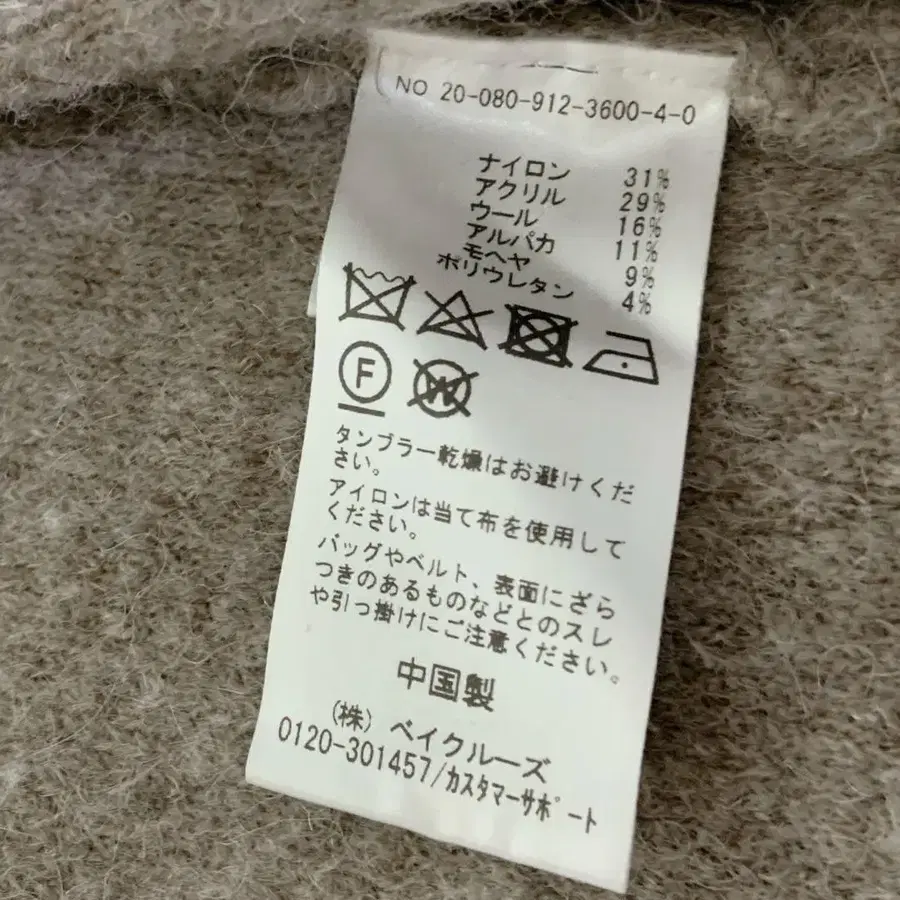 NO 20-080-912-3600-4-0
ナイロン 31%
アクリル 29%
ウール 16%
アルパカ 11%
モヘヤ 9%
ポリウレタン 4%
F W
タンブラー乾燥はお避けくだ
さい。
アイロンは当て布を使用して
ください。
バッグやベルト、表面にざら
つきのあるものなどとのスレ
や引っ掛けにご注意ください。
中国製
(株) ベイクルーズ
0120-301457/カスタマーサポート